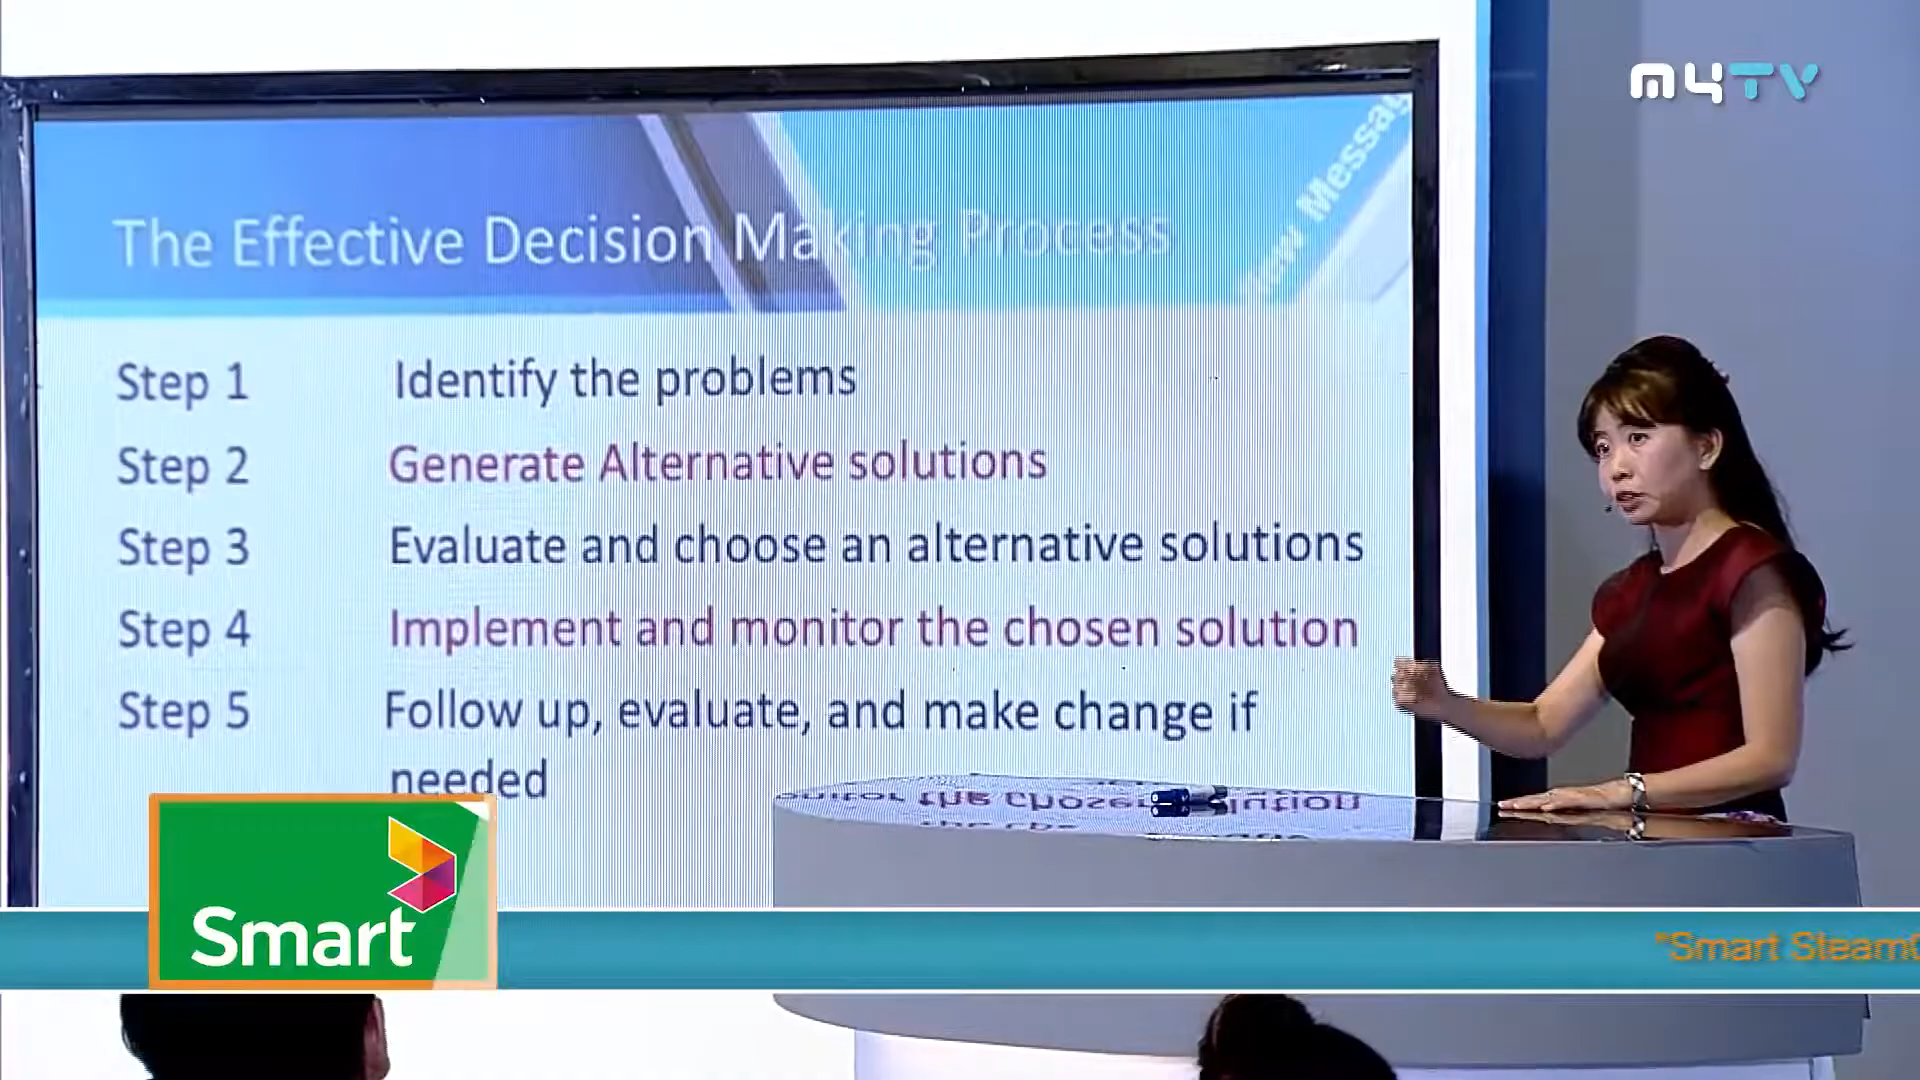 MYTV
New Messag
The Effective Decision Making Process
Step 1 Identify the problems
Step 2 Generate Alternative solutions
Step 3 Evaluate and choose an alternative solutions
Step 4 Implement and monitor the chosen solution
Step 5 Follow up, evaluate, and make change if
needed
Smart
"Smart Steam